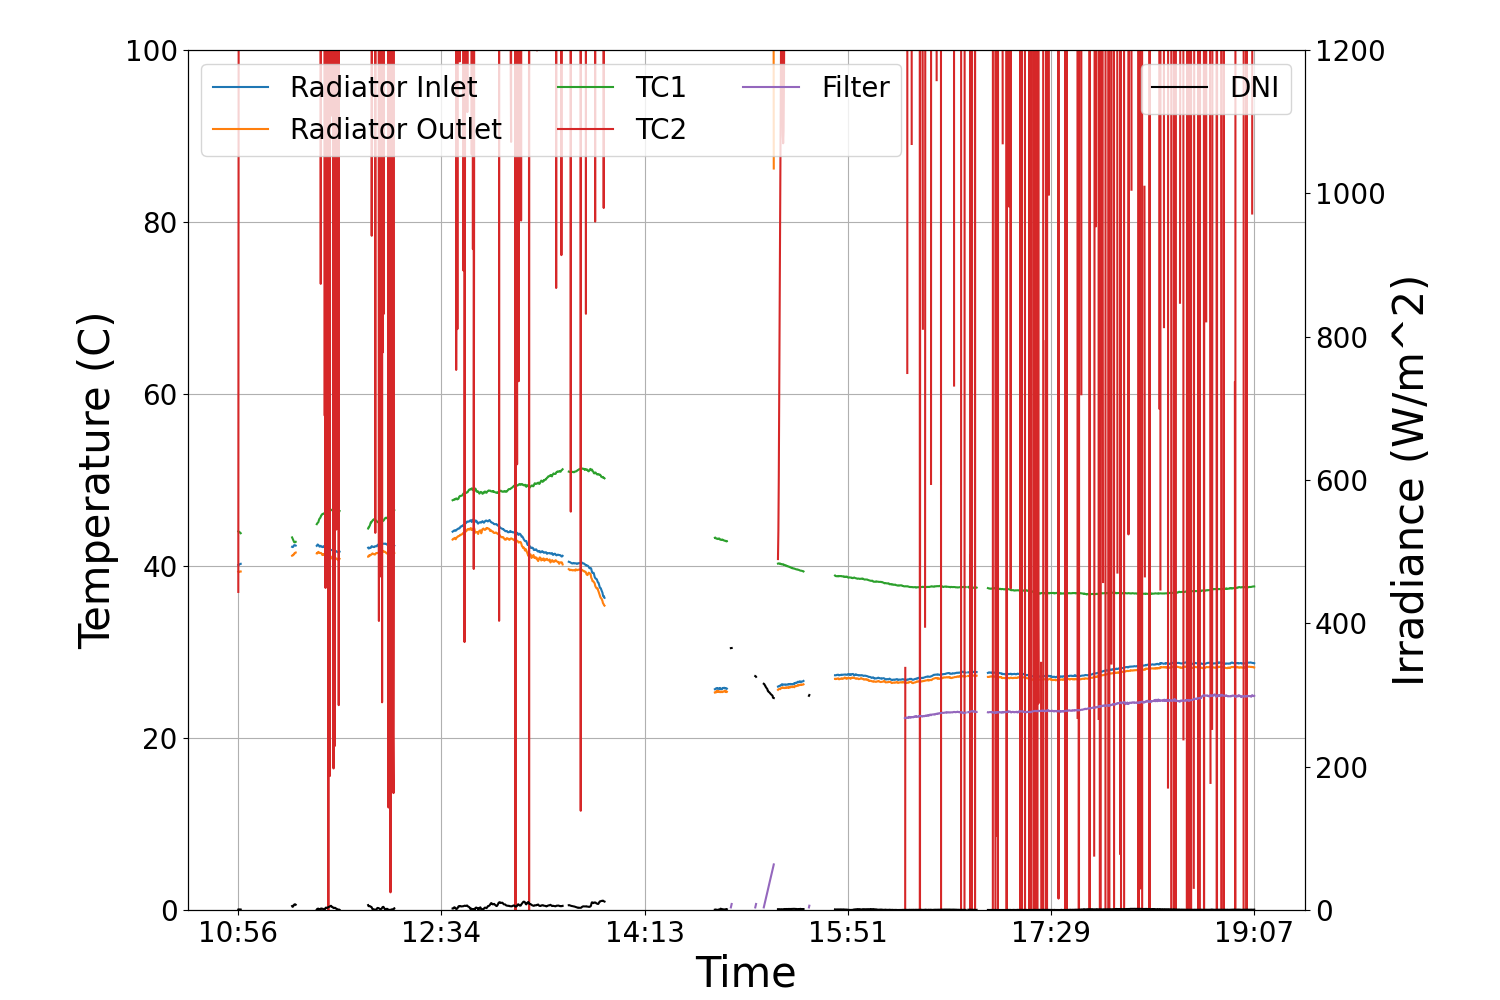 Radiator Inlet
Radiator Outlet
TC1
TC2
Filter
DNI
Temperature (C)
100
80
60
40
20
0
Irradiance (W/m^2)
1200
1000
800
600
400
200
0
10:56 12:34 14:13 15:51 17:29 19:07
Time